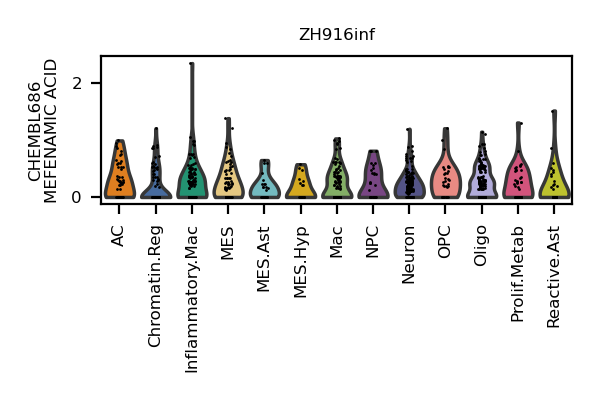 ZH916inf
CHEMBL686
MEFENAMIC ACID
2
0
AC
Chromatin.Reg
Inflammatory.Mac
MES
MES.Ast
MES.Hyp
Mac
NPC
Neuron
OPC
Oligo
Prolif.Metab
Reactive.Ast